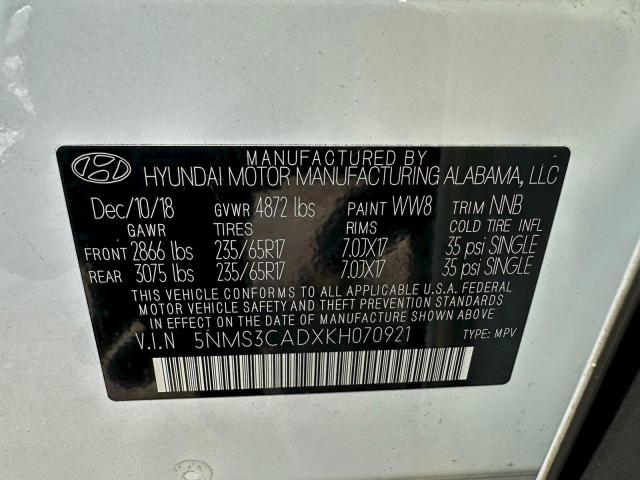 MANUFACTURED BY
HYUNDAI MOTOR MANUFACTURING ALABAMA, LLC
Dec/10/18 GVWR 4872 lbs PAINT WW8 TRIM NNB
GAWR TIRES RIMS COLD TIRE INFL
FRONT 2866 lbs 235/65R17 7.0JX17 35 psi SINGLE
REAR 3075 lbs 235/65R17 7.0JX17 35 psi SINGLE
THIS VEHICLE CONFORMS TO ALL APPLICABLE U.S.A. FEDERAL
MOTOR VEHICLE SAFETY AND THEFT PREVENTION STANDARDS
IN EFFECT ON THE DATE OF MANUFACTURE SHOWN ABOVE.
V.I.N 5NMS3CADXKH070921 TYPE: MPV